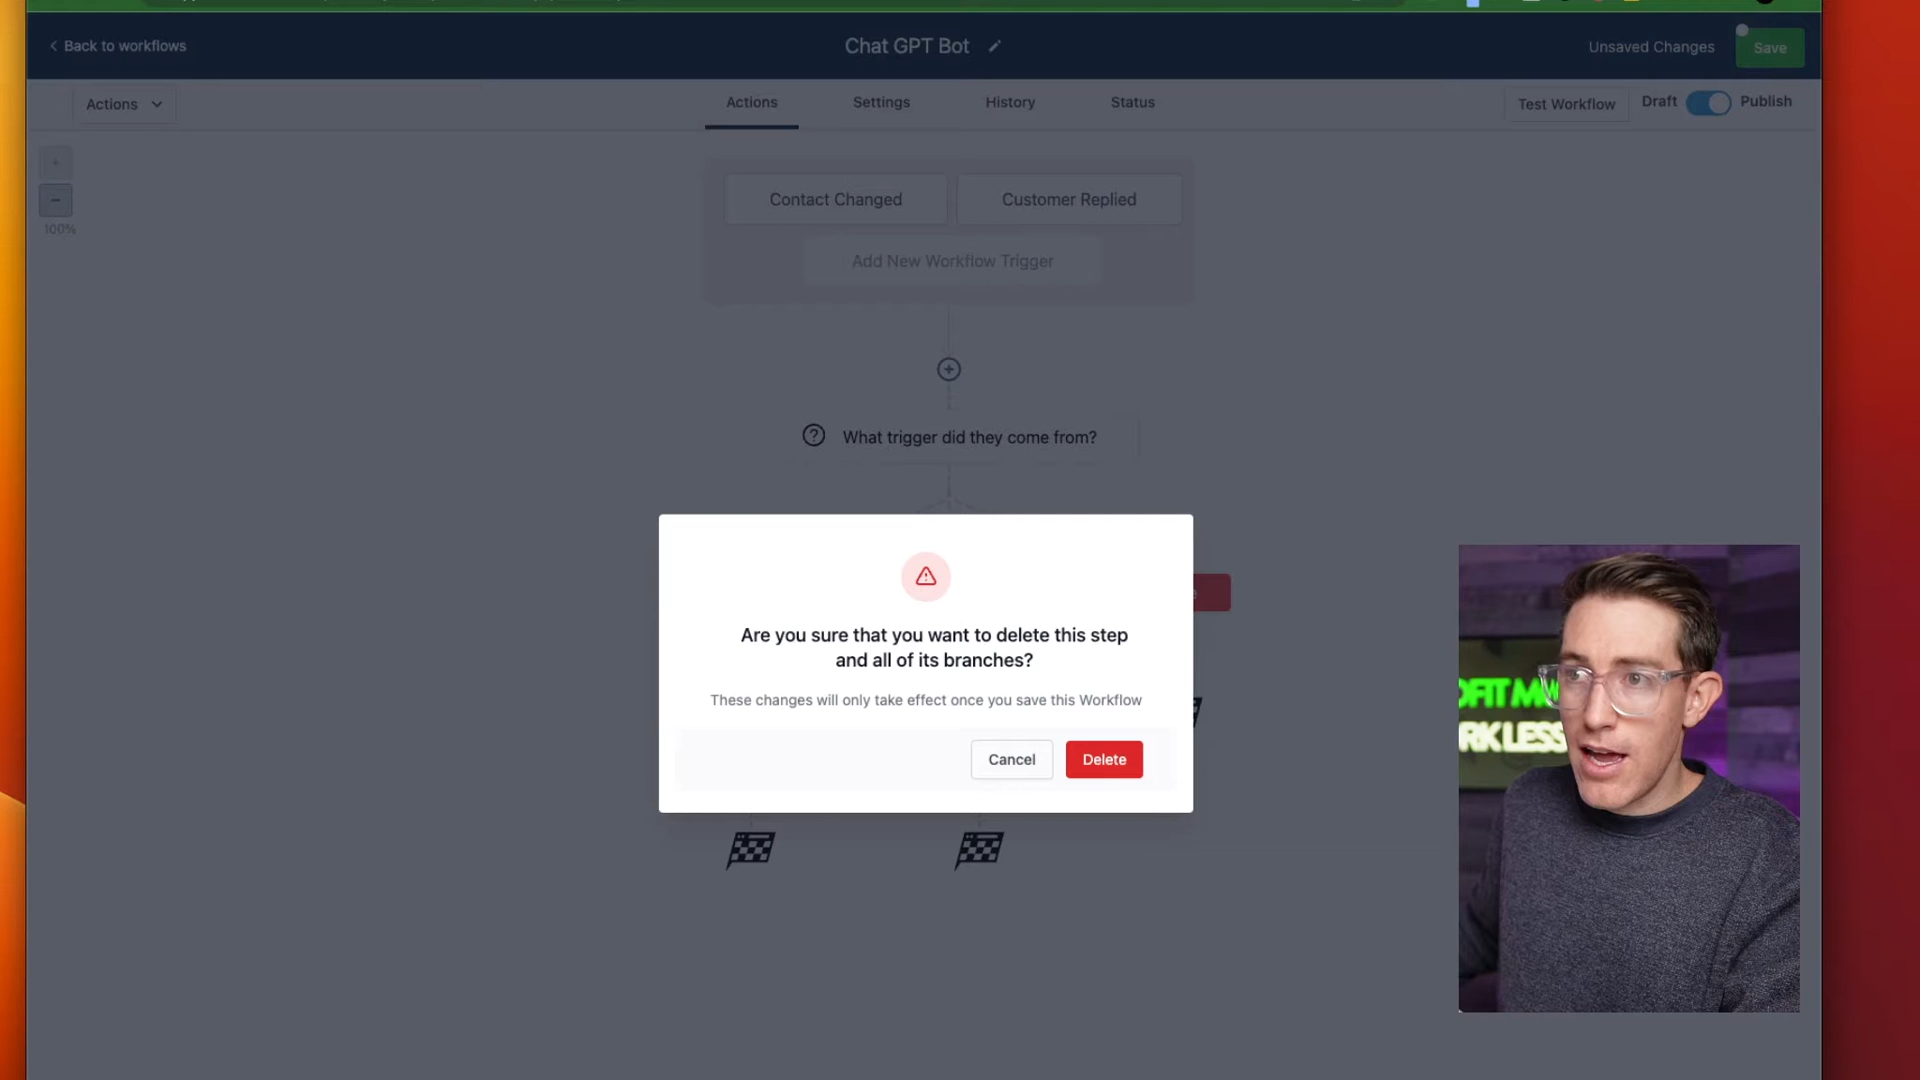 Back to workflows
Chat GPT Bot
Unsaved Changes
Save
Actions
Actions
Settings
History
Status
Test Workflow
Draft
Publish
100%
Contact Changed
Customer Replied
Add New Workflow Trigger
What trigger did they come from?
Are you sure that you want to delete this step
and all of its branches?
These changes will only take effect once you save this Workflow
Cancel
Delete
RK LESS